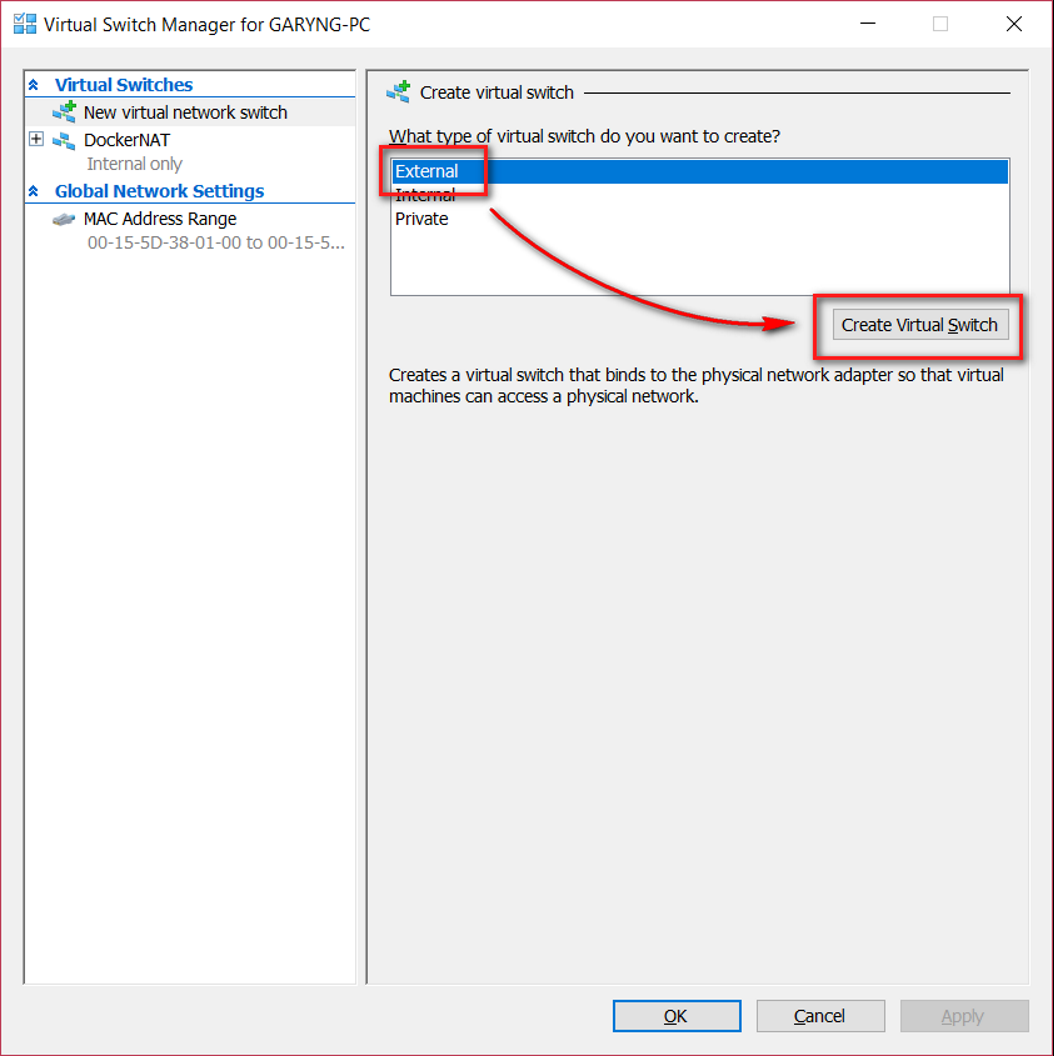 Virtual Switch Manager for GARYNG-PC
Virtual Switches
New virtual network switch
DockerNAT
Internal only
Global Network Settings
MAC Address Range
00-15-5D-38-01-00 to 00-15-5...
Create virtual switch
What type of virtual switch do you want to create?
External
Internal
Private
Create Virtual Switch
Creates a virtual switch that binds to the physical network adapter so that virtual
machines can access a physical network.
OK
Cancel
Apply